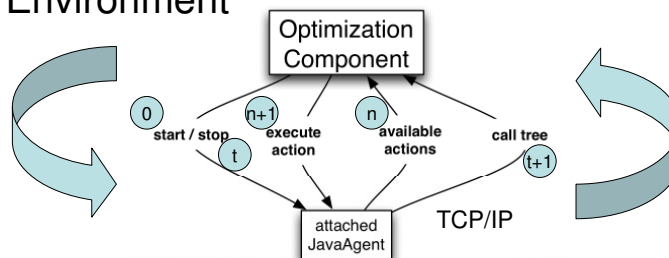 Environment
Optimization
Component
0
n+1
n
start / stop
execute
action
available
actions
call tree
t
t+1
TCP/IP
attached
JavaAgent